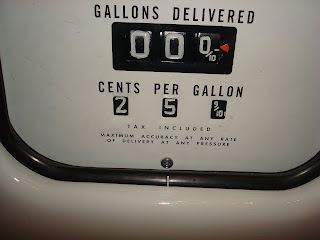 GALLONS DELIVERED
0 0 0/10
CENTS PER GALLON
2 5 9/10
TAX INCLUDED
MAXIMUM ACCURACY AT ANY RATE
OF DELIVERY AT ANY PRESSURE